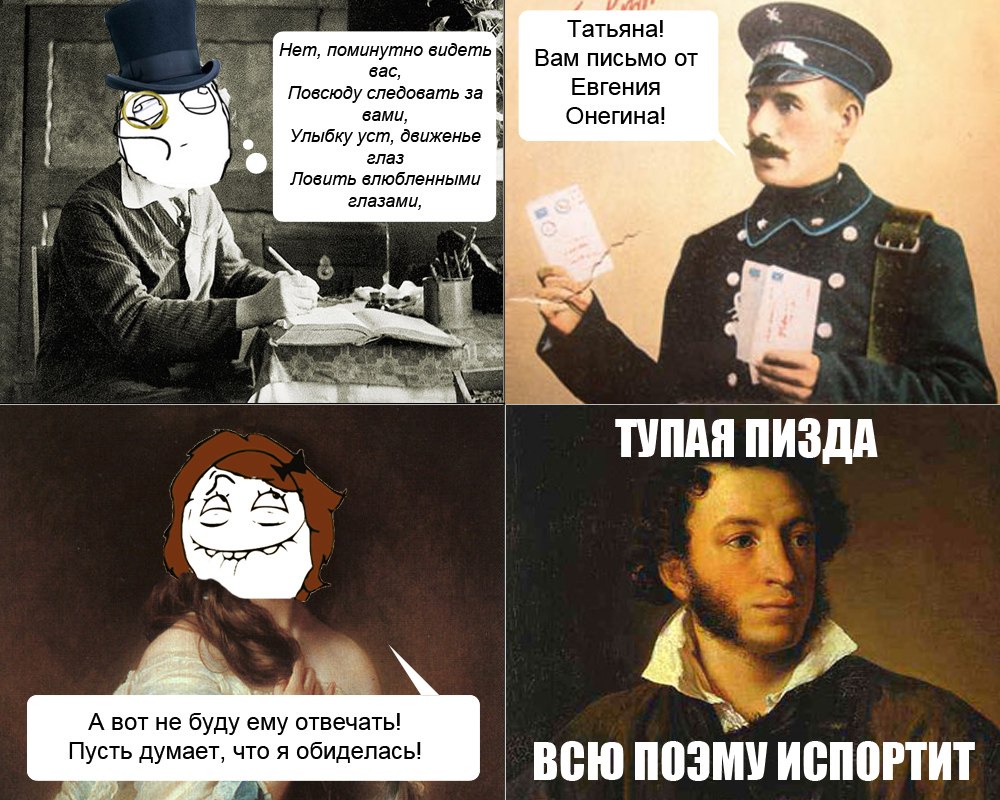 Нет, поминутно видеть
вас,
Повсюду следовать за
вами,
Улыбку уст, движенье
глаз
Ловить влюбленными
глазами,
Татьяна!
Вам письмо от
Евгения
Онегина!
А вот не буду ему отвечать!
Пусть думает, что я обиделась!
ТУПАЯ ПИЗДА
ВСЮ ПОЭМУ ИСПОРТИТ